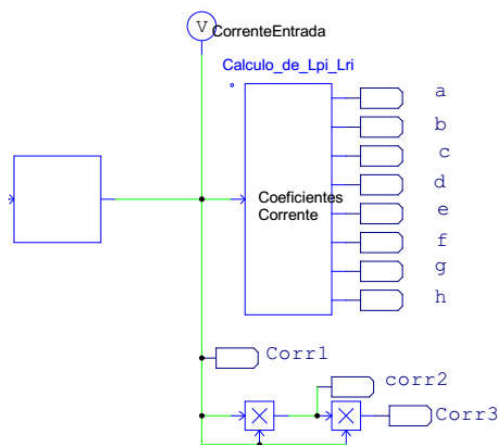 V
CorrenteEntrada
Calculo_de_Lpi_Lri
a
b
c
d
Coeficientes
Corrente
e
f
g
h
Corr1
corr2
Corr3